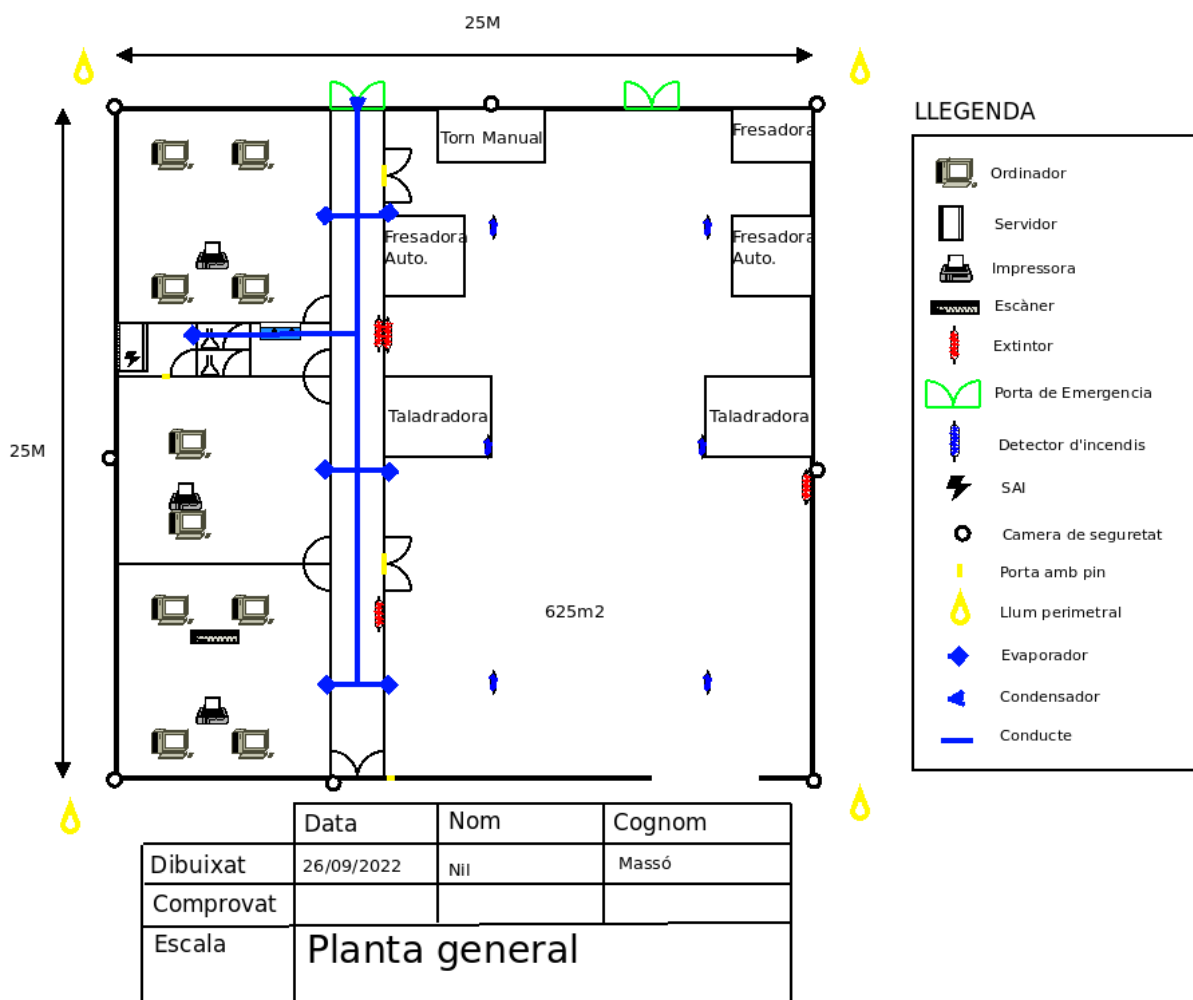 25M
LLEGENDA
Torn Manual
Fresadora
Ordinador
Servidor
Fresadora
Auto.
Fresadora
Auto.
Impressora
Escàner
Extintor
Porta de Emergencia
Taladradora
Taladradora
25M
Detector d'incendis
SAI
Camera de seguretat
Porta amb pin
625m2
Llum perimetral
Evaporador
Condensador
Conducte
Data
Nom
Cognom
Dibuixat
26/09/2022
Nil
Massó
Comprovat
Escala
Planta general